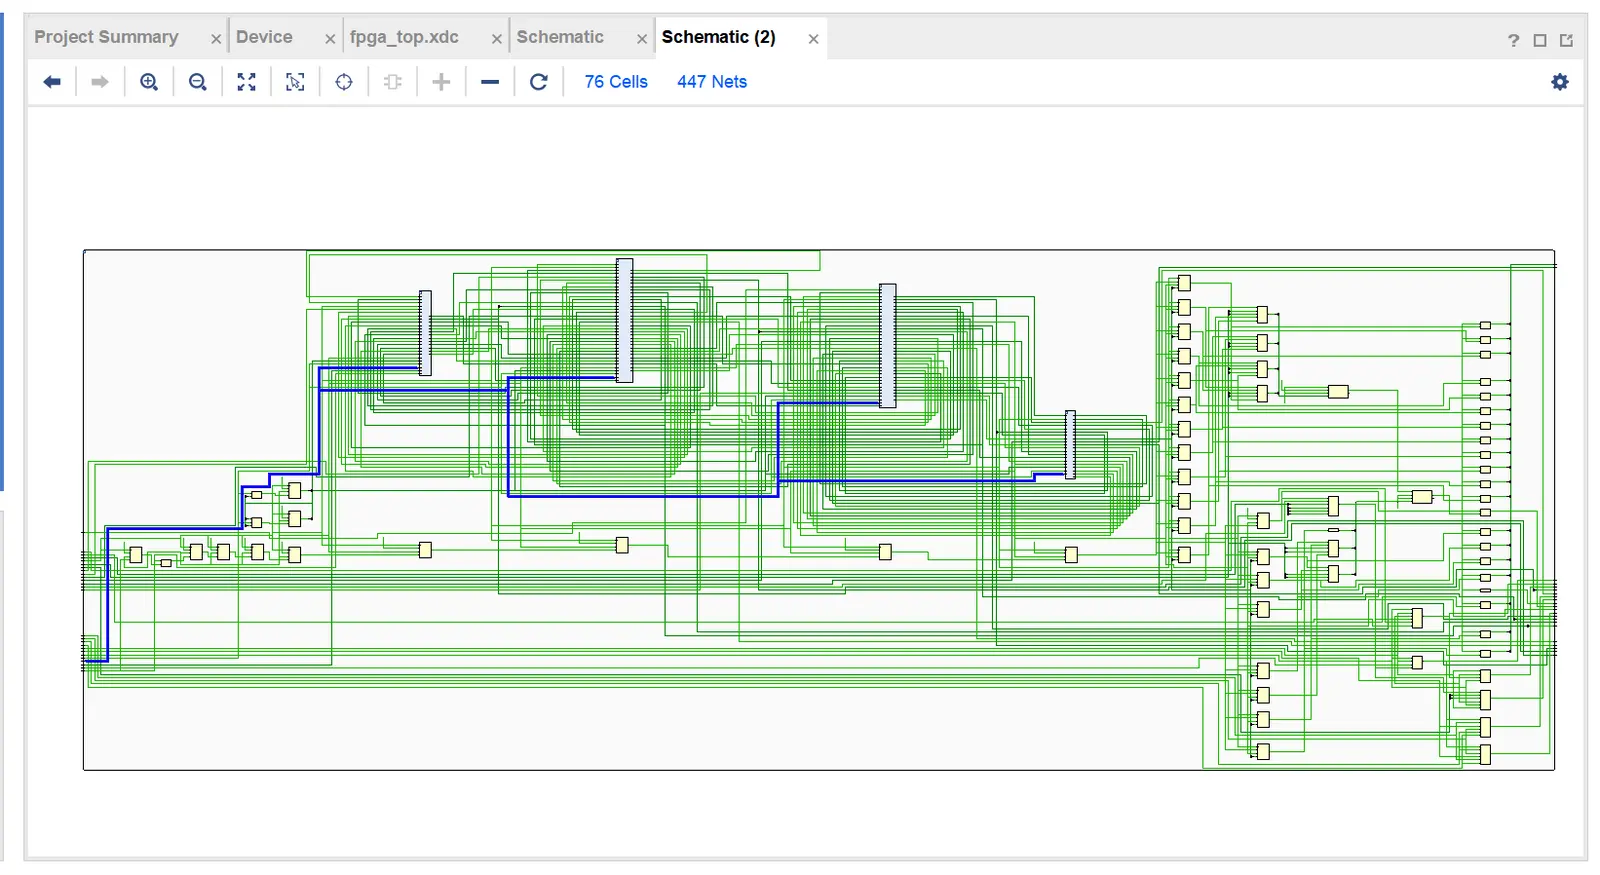 Project Summary
Device
fpga_top.xdc
Schematic
Schematic (2)
76 Cells
447 Nets